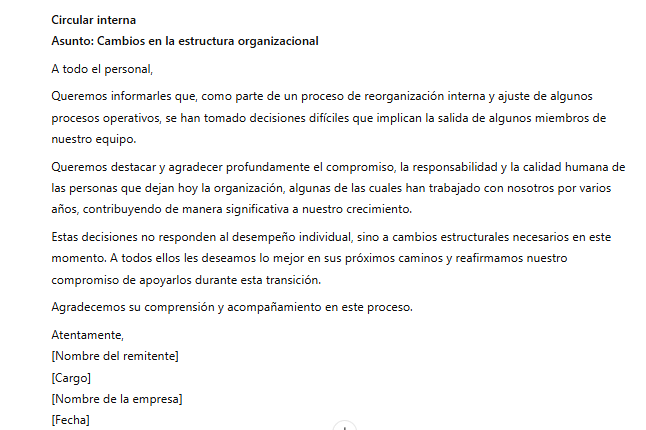 Circular interna
Asunto: Cambios en la estructura organizacional
A todo el personal,
Queremos informarles que, como parte de un proceso de reorganización interna y ajuste de algunos
procesos operativos, se han tomado decisiones difíciles que implican la salida de algunos miembros de
nuestro equipo.
Queremos destacar y agradecer profundamente el compromiso, la responsabilidad y la calidad humana de
las personas que dejan hoy la organización, algunas de las cuales han trabajado con nosotros por varios
años, contribuyendo de manera significativa a nuestro crecimiento.
Estas decisiones no responden al desempeño individual, sino a cambios estructurales necesarios en este
momento. A todos ellos les deseamos lo mejor en sus próximos caminos y reafirmamos nuestro
compromiso de apoyarlos durante esta transición.
Agradecemos su comprensión y acompañamiento en este proceso.
Atentamente,
[Nombre del remitente]
[Cargo]
[Nombre de la empresa]
[Fecha]